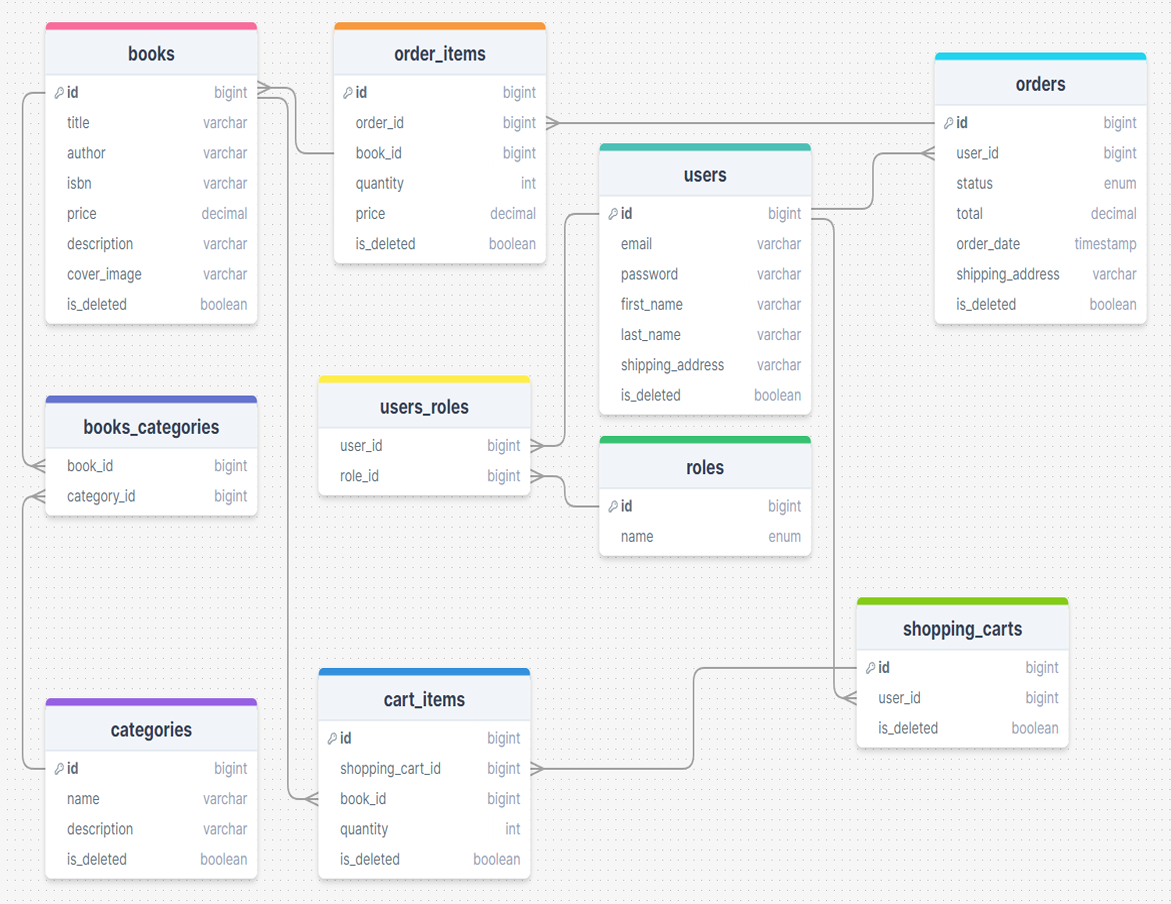 books
id bigint
title varchar
author varchar
isbn varchar
price decimal
description varchar
cover_image varchar
is_deleted boolean
order_items
id bigint
order_id bigint
book_id bigint
quantity int
price decimal
is_deleted boolean
orders
id bigint
user_id bigint
status enum
total decimal
order_date timestamp
shipping_address varchar
is_deleted boolean
users
id bigint
email varchar
password varchar
first_name varchar
last_name varchar
shipping_address varchar
is_deleted boolean
books_categories
book_id bigint
category_id bigint
users_roles
user_id bigint
role_id bigint
roles
id bigint
name enum
shopping_carts
id bigint
user_id bigint
is_deleted boolean
categories
id bigint
name varchar
description varchar
is_deleted boolean
cart_items
id bigint
shopping_cart_id bigint
book_id bigint
quantity int
is_deleted boolean